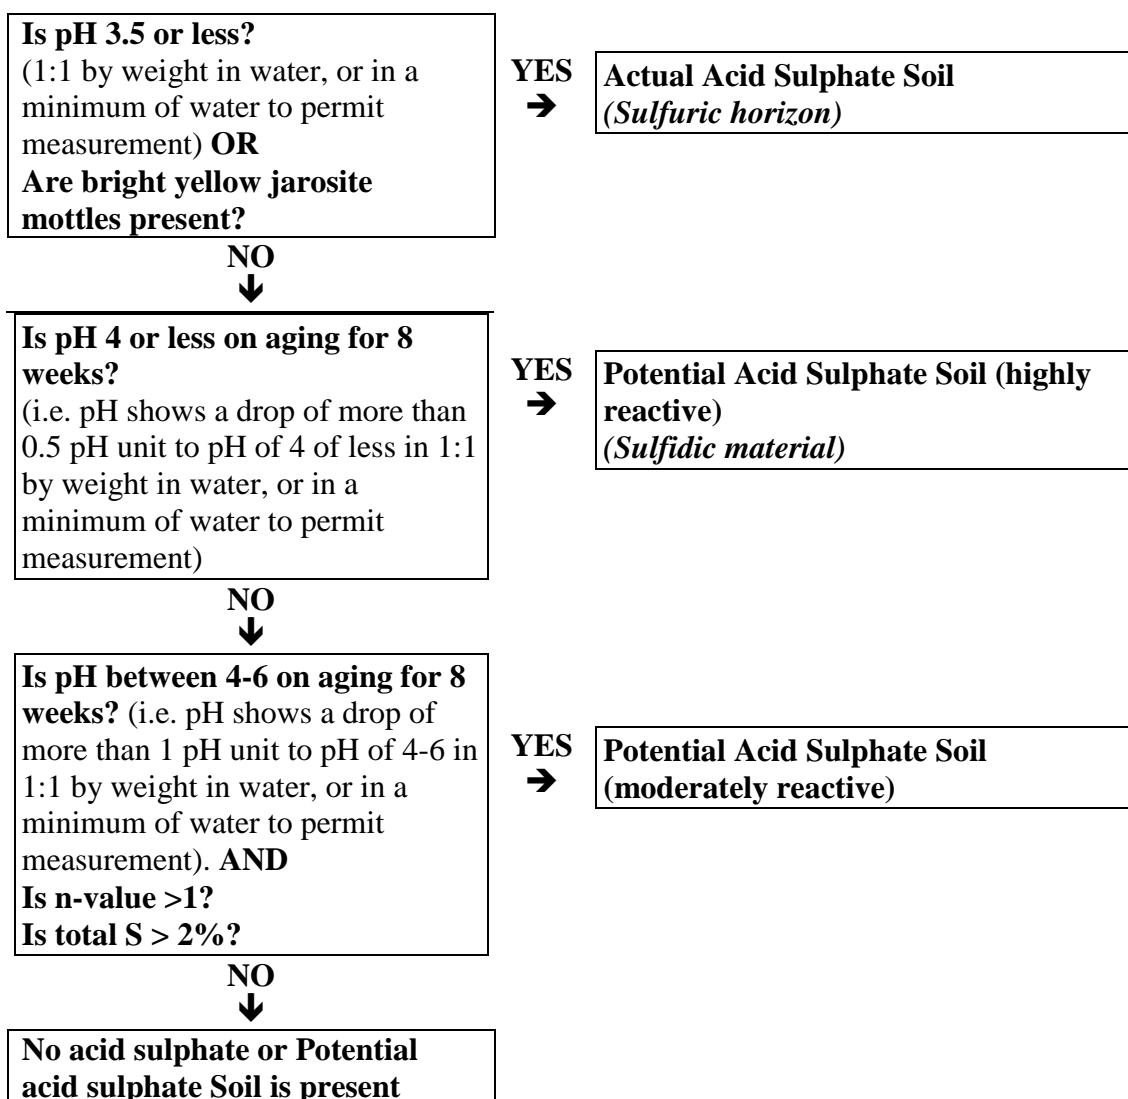 Is pH 3.5 or less?
(1:1 by weight in water, or in a
minimum of water to permit
measurement) OR
Are bright yellow jarosite
mottles present?
YES
➔
Actual Acid Sulphate Soil
(Sulfuric horizon)
NO
🡻
Is pH 4 or less on aging for 8
weeks?
(i.e. pH shows a drop of more than
0.5 pH unit to pH of 4 of less in 1:1
by weight in water, or in a
minimum of water to permit
measurement)
YES
➔
Potential Acid Sulphate Soil (highly
reactive)
(Sulfidic material)
NO
🡻
Is pH between 4-6 on aging for 8
weeks? (i.e. pH shows a drop of
more than 1 pH unit to pH of 4-6 in
1:1 by weight in water, or in a
minimum of water to permit
measurement). AND
Is n-value >1?
Is total S > 2%?
YES
➔
Potential Acid Sulphate Soil
(moderately reactive)
NO
🡻
No acid sulphate or Potential
acid sulphate Soil is present